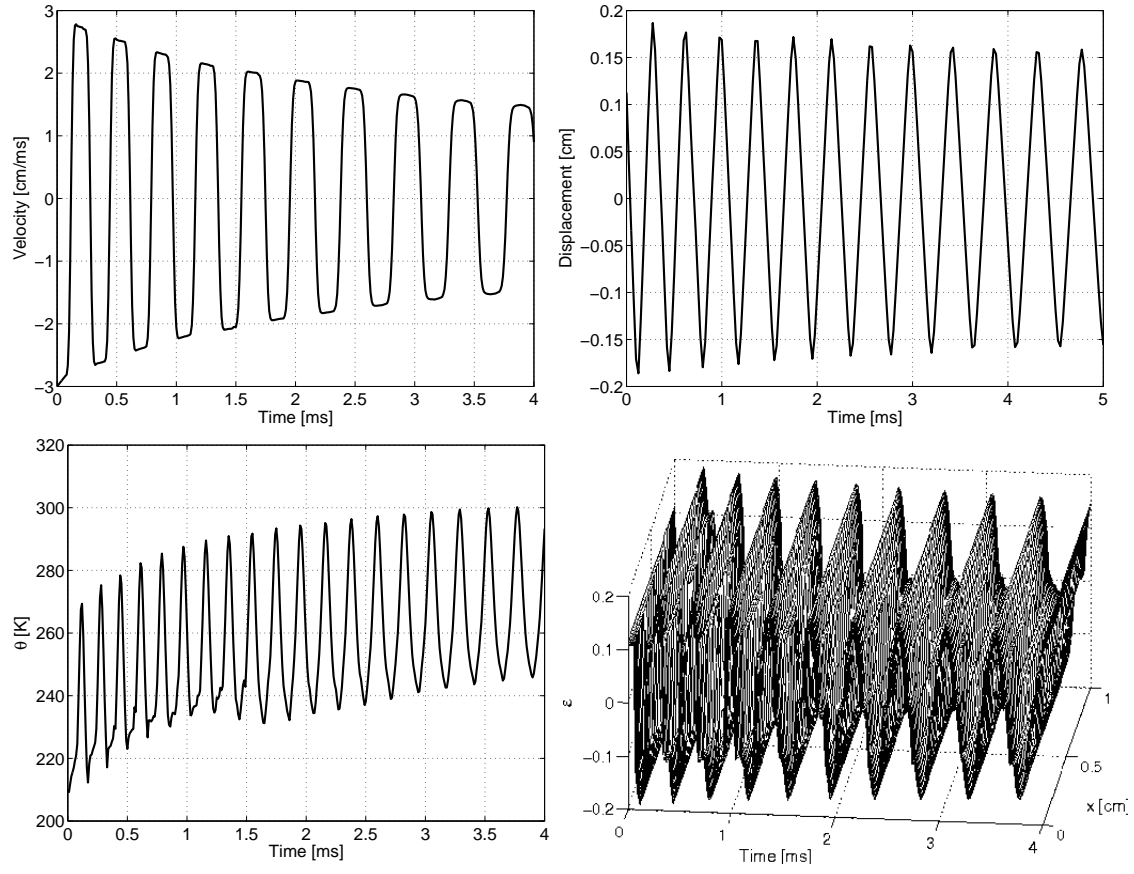 3
2
1
0
−1
−2
−3
Velocity [cm/ms]
0 0.5 1 1.5 2 2.5 3 3.5 4
Time [ms]
0.2
0.15
0.1
0.05
0
−0.05
−0.1
−0.15
−0.2
Displacement [cm]
0 1 2 3 4 5
Time [ms]
320
300
280
260
240
220
200
θ [K]
0 0.5 1 1.5 2 2.5 3 3.5 4
Time [ms]
0.2
0.1
0
−0.1
−0.2
ε
0 1 2 3 4
Time [ms]
0 0.5 1
x [cm]